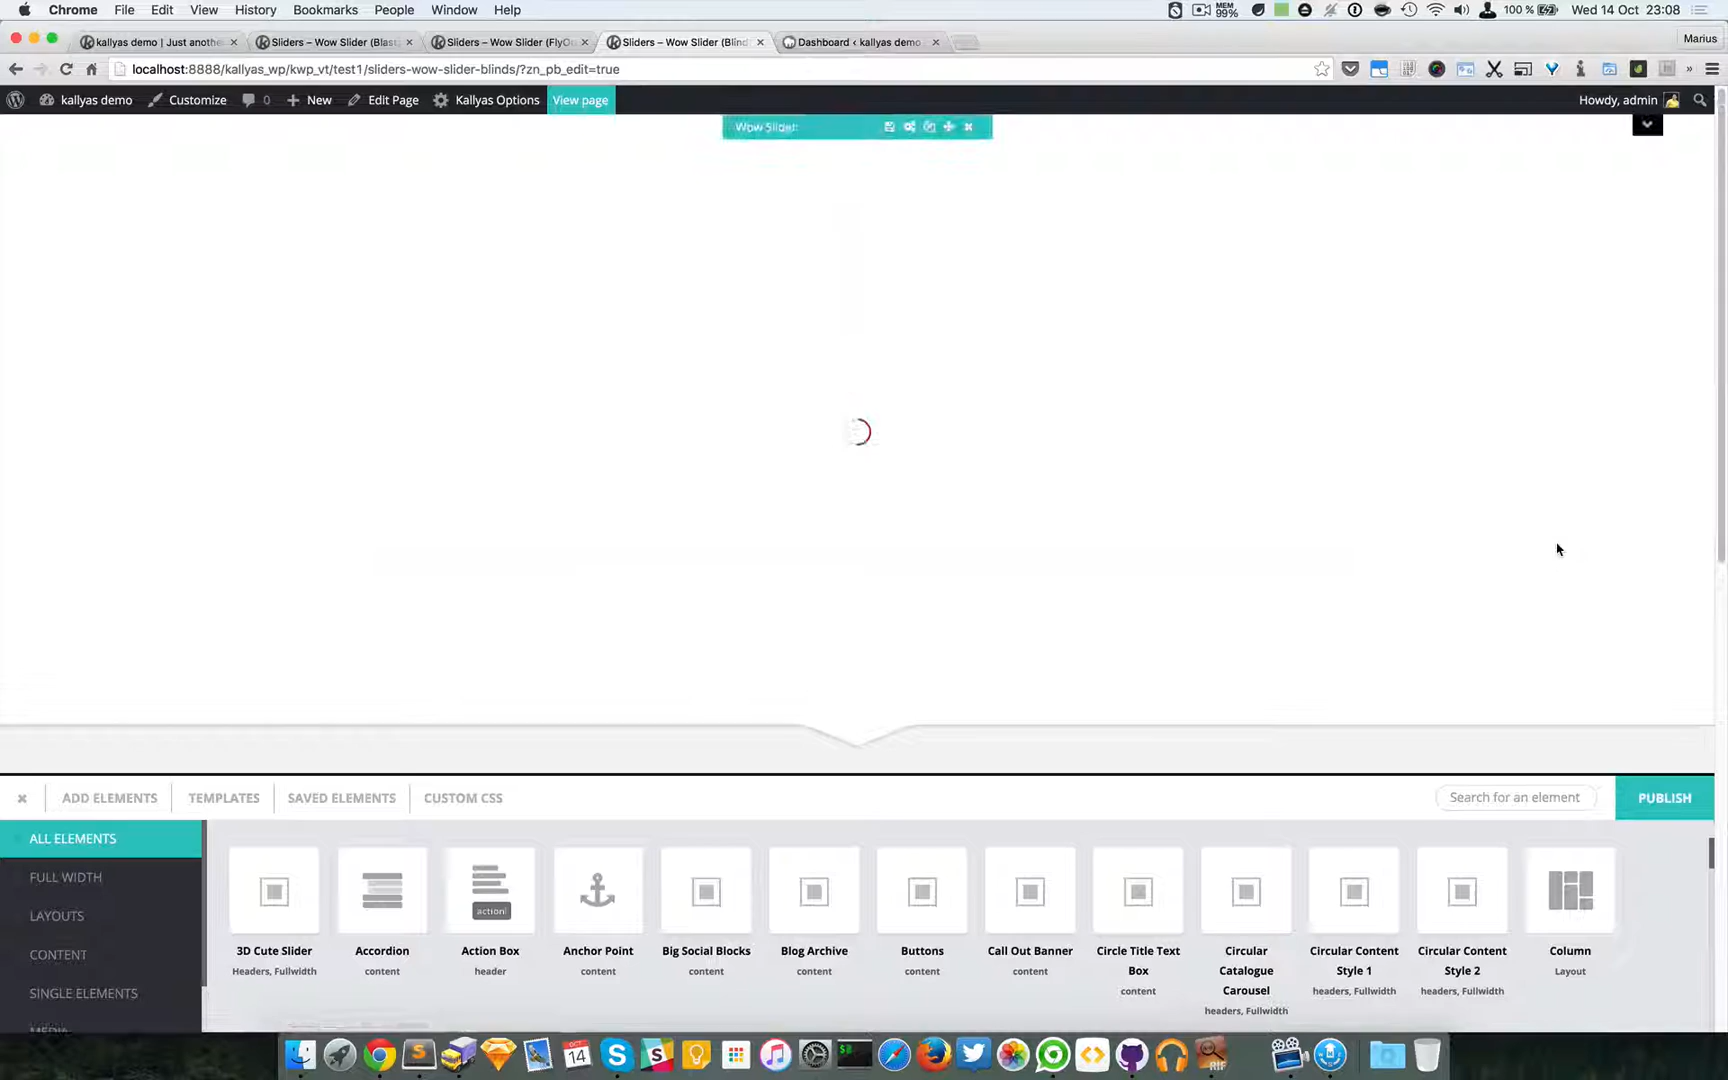 Chrome File Edit View History Bookmarks People Window Help MEM 99% 100 % Wed 14 Oct 23:08
kallyas demo | Just anothe Sliders – Wow Slider (Blast Sliders – Wow Slider (FlyO Sliders – Wow Slider (Blind Dashboard ‹ kallyas demo Marius
localhost:8888/kallyas_wp/kwp_vt/test1/sliders-wow-slider-blinds/?zn_pb_edit=true
kallyas demo Customize 0 New Edit Page Kallyas Options View page Howdy, admin
Wow Slider:
ADD ELEMENTS TEMPLATES SAVED ELEMENTS CUSTOM CSS Search for an element PUBLISH
ALL ELEMENTS
FULL WIDTH
LAYOUTS
CONTENT
SINGLE ELEMENTS
MEDIA
action!
3D Cute Slider Accordion Action Box Anchor Point Big Social Blocks Blog Archive Buttons Call Out Banner Circle Title Text Circular Circular Content Circular Content Column
Headers, Fullwidth content header content content content content content Box Catalogue Style 1 Style 2 Layout
content Carousel headers, Fullwidth headers, Fullwidth
headers, Fullwidth
14
RIF